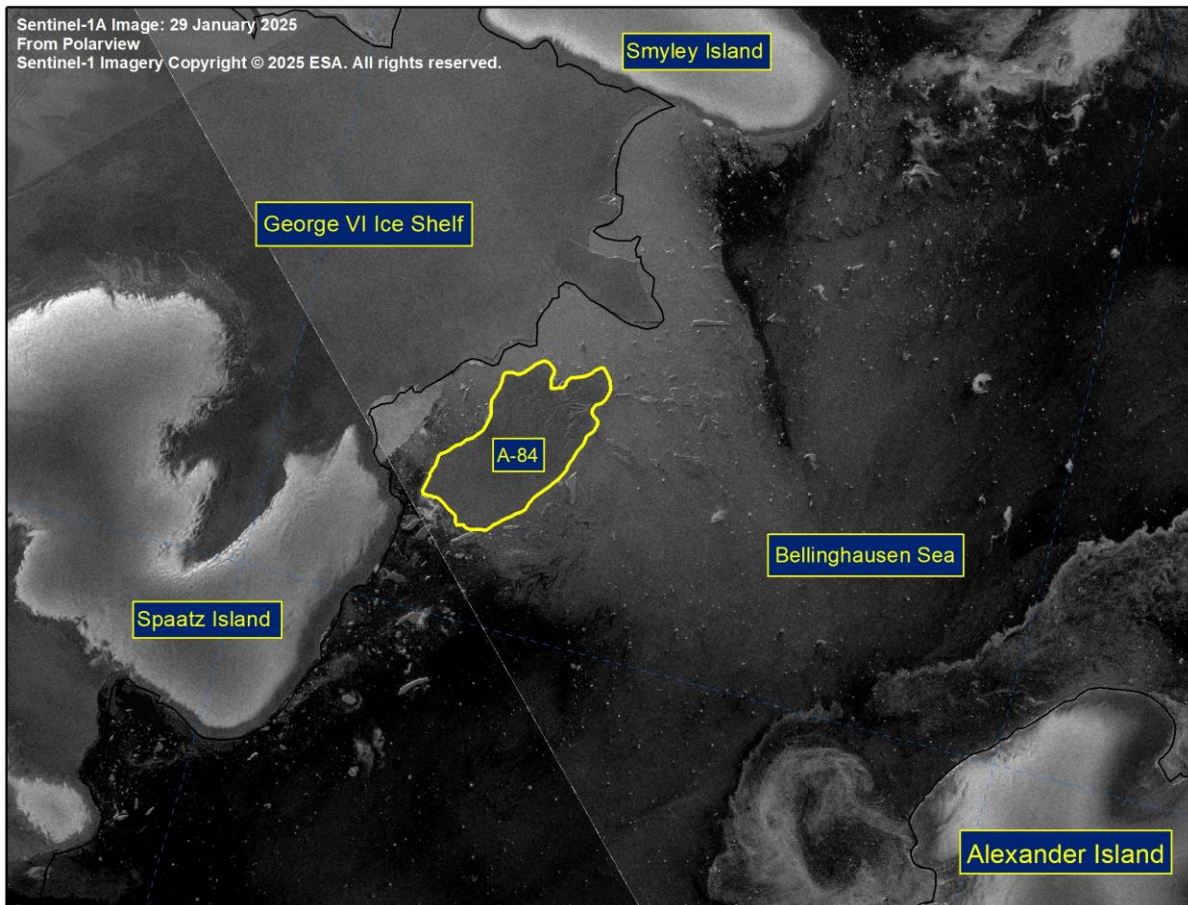 Sentinel-1A Image: 29 January 2025
From Polarview
Sentinel-1 Imagery Copyright © 2025 ESA. All rights reserved.
Smyley Island
George VI Ice Shelf
A-84
Bellinghausen Sea
Spaatz Island
Alexander Island